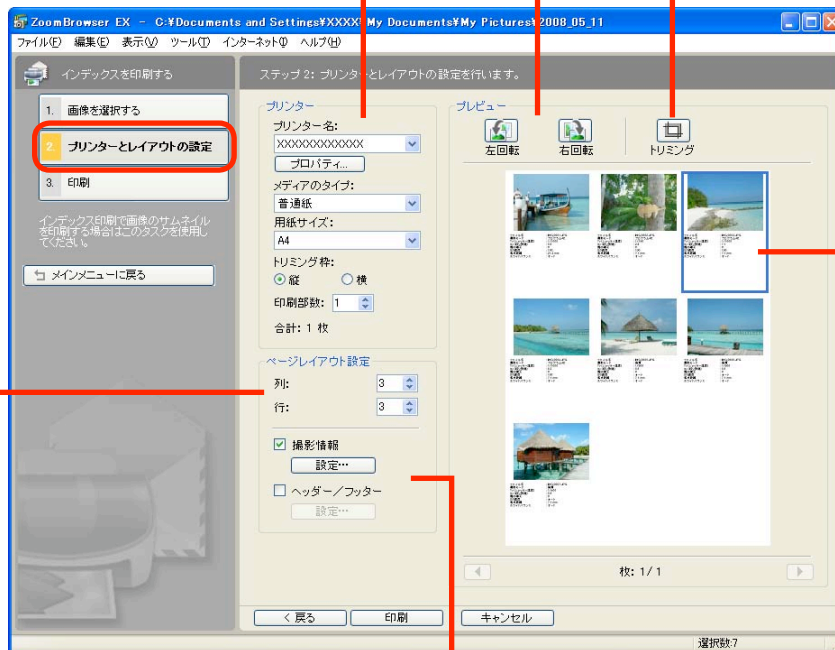 ZoomBrowser EX - C:¥Documents and Settings¥XXXX¥My Documents¥My Pictures¥2008_05_11
ファイル(F) 編集(E) 表示(V) ツール(T) インターネット(I) ヘルプ(H)
インデックスを印刷する
ステップ 2: プリンターとレイアウトの設定を行います。
1. 画像を選択する
2. プリンターとレイアウトの設定
3. 印刷
インデックス印刷で画像のサムネイル
を印刷する場合はこのタスクを使用し
てください。
メインメニューに戻る
プリンター
プリンター名:
XXXXXXXXXXXX
プロパティ...
メディアのタイプ:
普通紙
用紙サイズ:
A4
トリミング枠:
縦 横
印刷部数: 1
合計: 1 枚
ページレイアウト設定
列: 3
行: 3
撮影情報
設定…
ヘッダー/フッター
設定…
プレビュー
左回転 右回転 トリミング
枚: 1/1
< 戻る 印刷 キャンセル
選択数:7